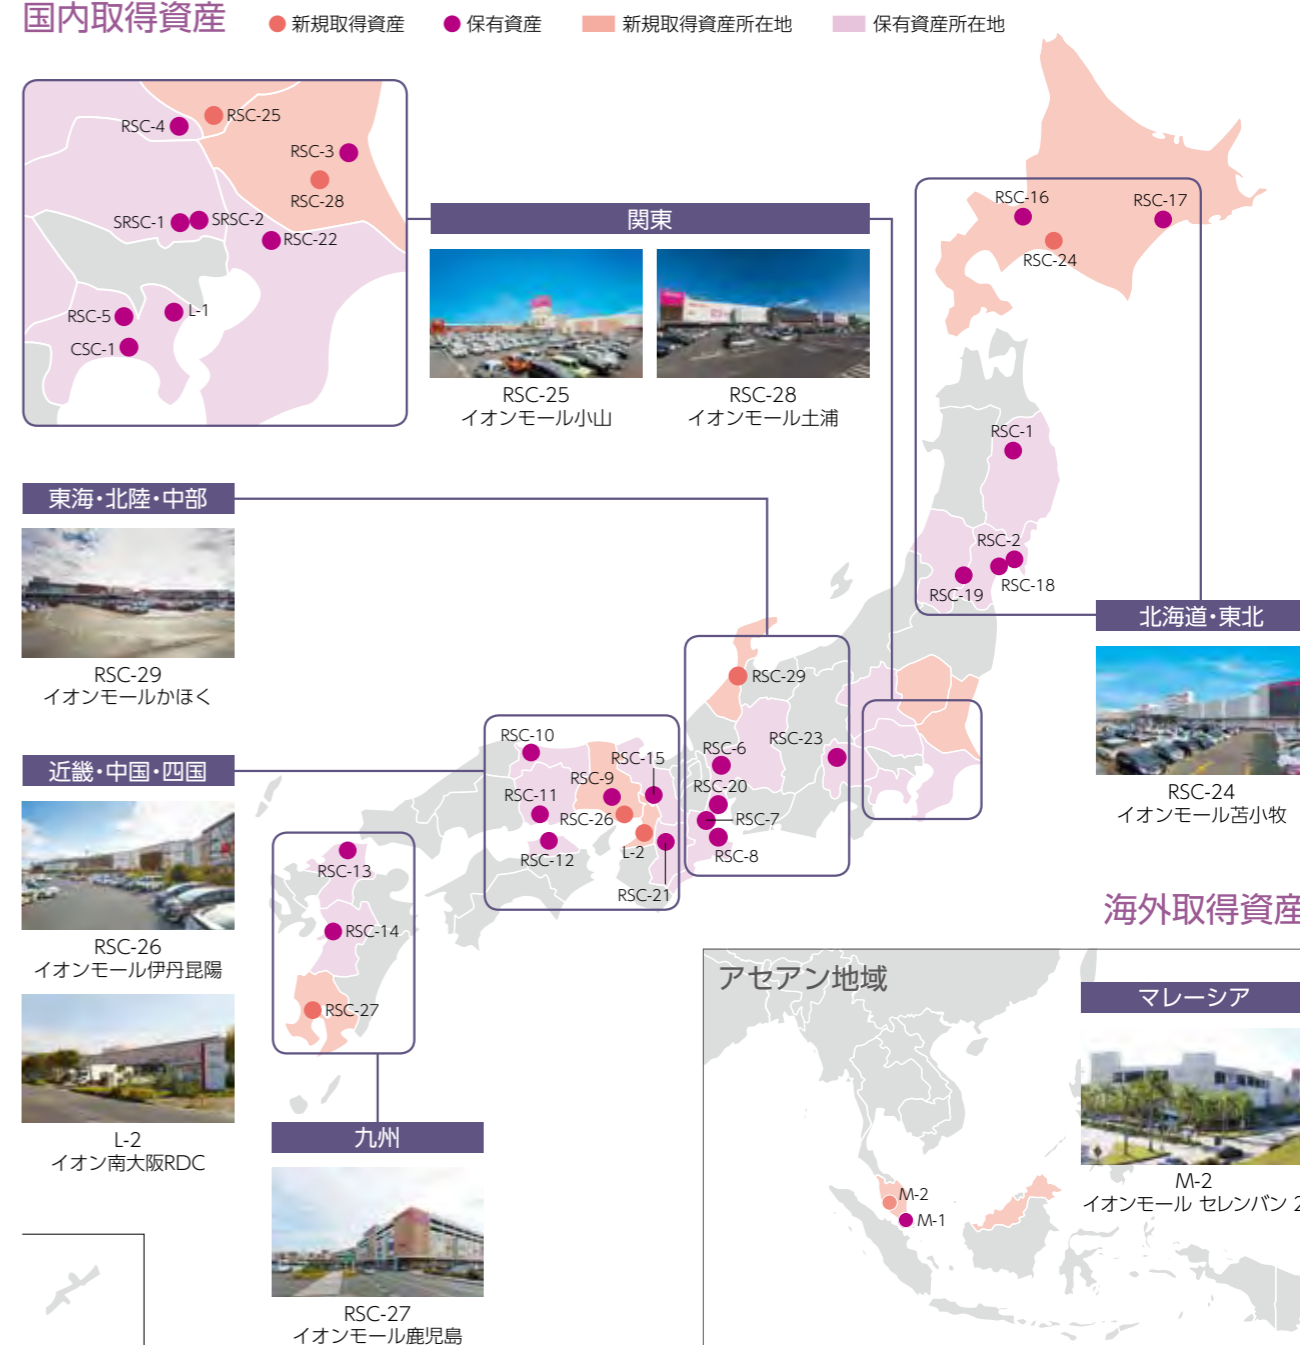 国内取得資産
新規取得資産
保有資産
新規取得資産所在地
保有資産所在地
RSC-4
RSC-25
RSC-3
RSC-28
SRSC-1
SRSC-2
RSC-22
RSC-5
L-1
CSC-1
関東
RSC-25
イオンモール小山
RSC-28
イオンモール土浦
RSC-16
RSC-17
RSC-24
RSC-1
RSC-2
RSC-18
RSC-19
北海道・東北
RSC-24
イオンモール苫小牧
東海・北陸・中部
RSC-29
イオンモールかほく
RSC-29
RSC-6
RSC-23
RSC-20
RSC-7
RSC-8
近畿・中国・四国
RSC-26
イオンモール伊丹昆陽
L-2
イオン南大阪RDC
RSC-10
RSC-15
RSC-9
RSC-11
RSC-26
RSC-12
L-2
RSC-21
RSC-13
RSC-14
RSC-27
九州
RSC-27
イオンモール鹿児島
海外取得資産
アセアン地域
マレーシア
M-2
イオンモール セレンバン 2
M-2
M-1